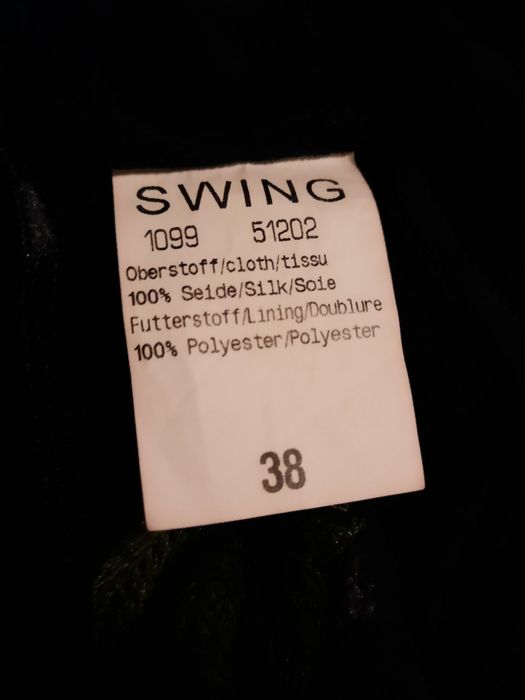 SWING
1099 51202
Oberstoff/cloth/tissu
100% Seide/Silk/Soie
Futterstoff/Lining/Doublure
100% Polyester/Polyester
38